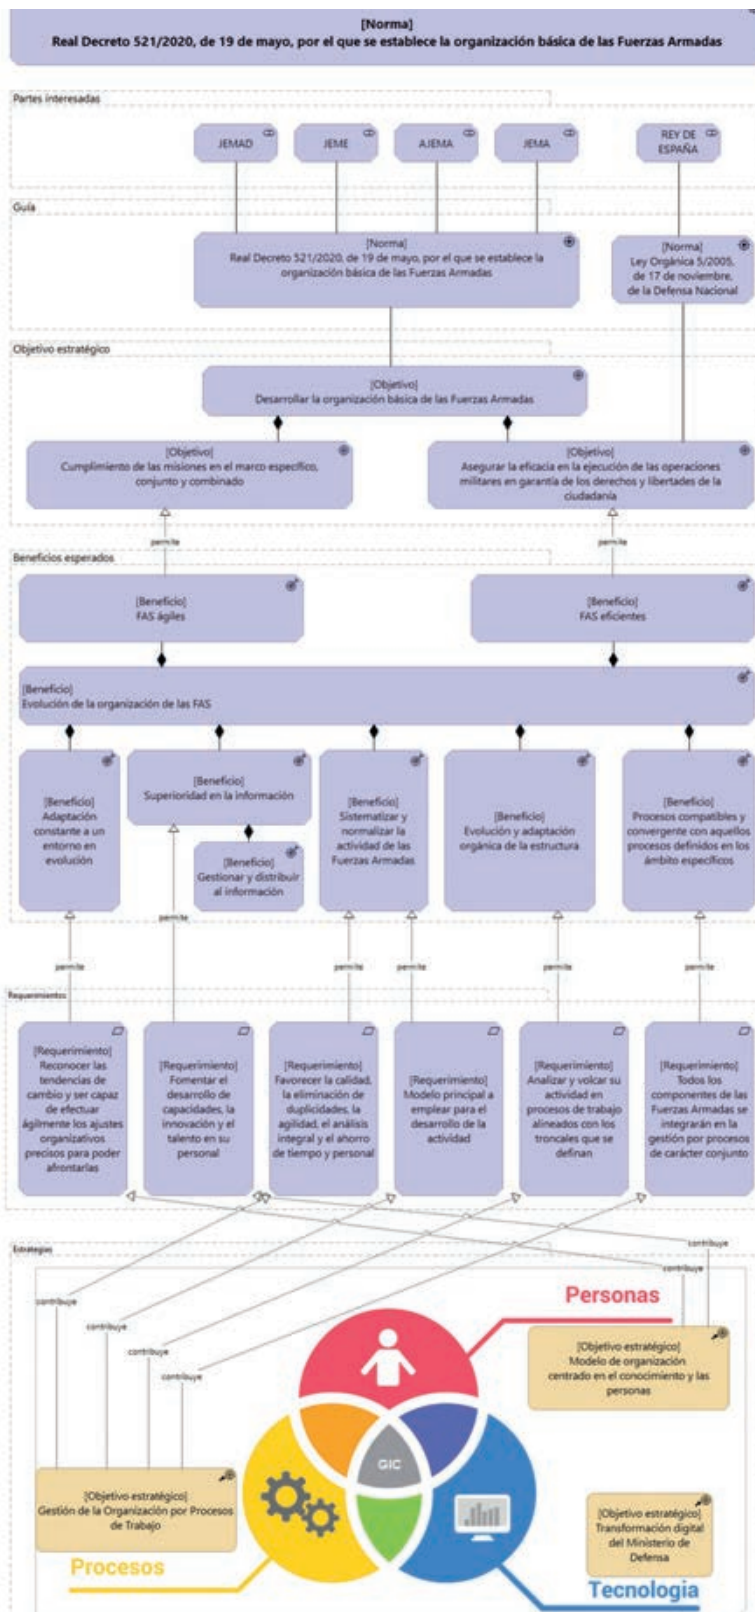 [Norma]
Real Decreto 521/2020, de 19 de mayo, por el que se establece la organización básica de las Fuerzas Armadas
Partes interesadas
JEMAD
JEME
AJEMA
JEMA
REY DE
ESPAÑA
Guía
[Norma]
Real Decreto 521/2020, de 19 de mayo, por el que se establece la
organización básica de las Fuerzas Armadas
[Norma]
Ley Orgánica 5/2005,
de 17 de noviembre,
de la Defensa Nacional
Objetivo estratégico
[Objetivo]
Desarrollar la organización básica de las Fuerzas Armadas
[Objetivo]
Cumplimiento de las misiones en el marco específico,
conjunto y combinado
[Objetivo]
Asegurar la eficacia en la ejecución de las operaciones
militares en garantía de los derechos y libertades de la
ciudadanía
permite
permite
Beneficios esperados
[Beneficio]
FAS ágiles
[Beneficio]
FAS eficientes
[Beneficio]
Evolución de la organización de las FAS
[Beneficio]
Adaptación
constante a un
entorno en
evolución
[Beneficio]
Superioridad en la información
[Beneficio]
Gestionar y distribuir
al información
[Beneficio]
Sistematizar y
normalizar la
actividad de las
Fuerzas Armadas
[Beneficio]
Evolución y adaptación
orgánica de la estructura
[Beneficio]
Procesos compatibles y
convergente con aquellos
procesos definidos en los
ámbito específicos
permite
permite
permite
permite
permite
permite
Requerimientos
[Requerimiento]
Reconocer las
tendencias de
cambio y ser capaz
de efectuar
ágilmente los ajustes
organizativos
precisos para poder
afrontarlas
[Requerimiento]
Fomentar el
desarrollo de
capacidades, la
innovación y el
talento en su
personal
[Requerimiento]
Favorecer la calidad,
la eliminación de
duplicidades, la
agilidad, el análisis
integral y el ahorro
de tiempo y personal
[Requerimiento]
Modelo principal a
emplear para el
desarrollo de la
actividad
[Requerimiento]
Analizar y volcar su
actividad en
procesos de trabajo
alineados con los
troncales que se
definan
[Requerimiento]
Todos los
componentes de las
Fuerzas Armadas se
integrarán en la
gestión por procesos
de carácter conjunto
Estrategias
contribuye
contribuye
contribuye
contribuye
contribuye
contribuye
Personas
[Objetivo estratégico]
Modelo de organización
centrado en el conocimiento y las
personas
GIC
[Objetivo estratégico]
Gestión de la Organización por Procesos
de Trabajo
[Objetivo estratégico]
Transformación digital
del Ministerio de
Defensa
Procesos
Tecnologia